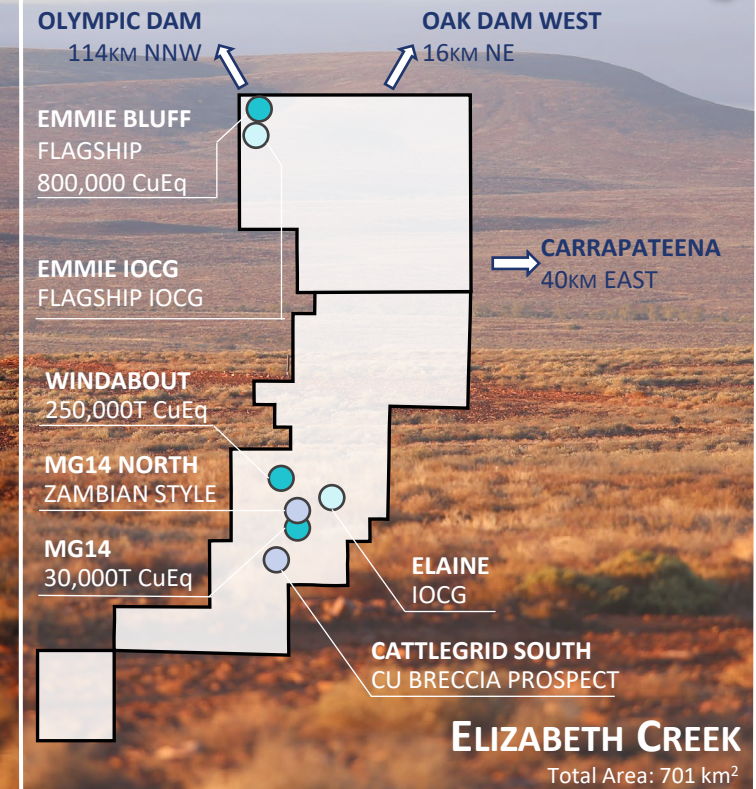 OLYMPIC DAM
114KM NNW
OAK DAM WEST
16KM NE
EMMIE BLUFF
FLAGSHIP
800,000 CuEq
EMMIE IOCG
FLAGSHIP IOCG
CARRAPATEENA
40KM EAST
WINDABOUT
250,000T CuEq
MG14 NORTH
ZAMBIAN STYLE
MG14
30,000T CuEq
ELAINE
IOCG
CATTLEGRID SOUTH
CU BRECCIA PROSPECT
ELIZABETH CREEK
Total Area: 701 km²